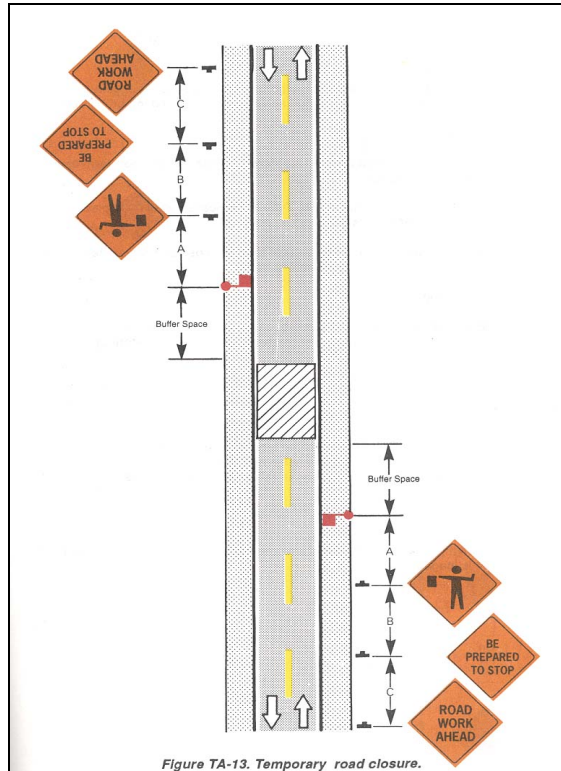 ROAD
WORK
AHEAD
C
BE
PREPARED
TO STOP
B
A
Buffer Space
Buffer Space
A
B
BE
PREPARED
TO STOP
C
ROAD
WORK
AHEAD
Figure TA-13. Temporary road closure.